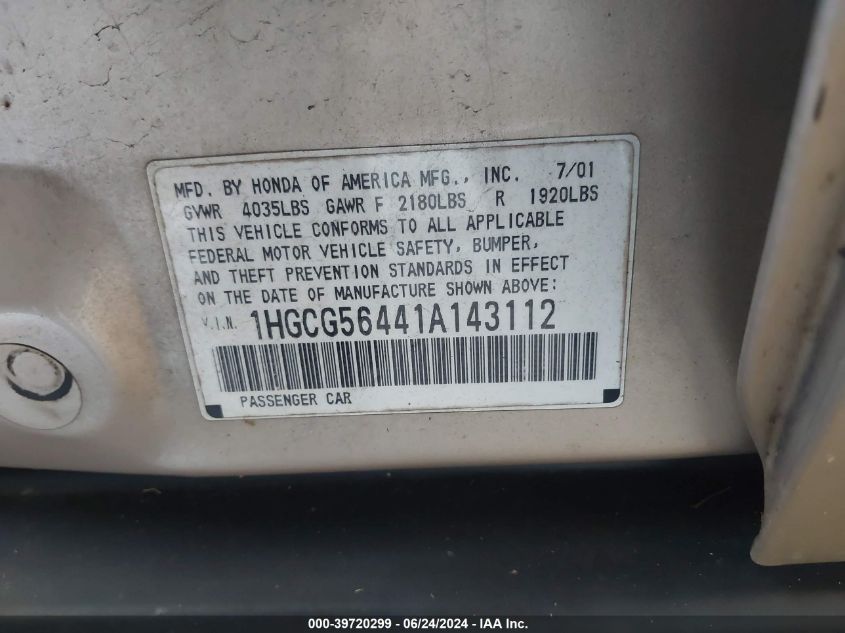 MFD. BY HONDA OF AMERICA MFG., INC. 7/01
GVWR 4035LBS GAWR F 2180LBS R 1920LBS
THIS VEHICLE CONFORMS TO ALL APPLICABLE
FEDERAL MOTOR VEHICLE SAFETY, BUMPER,
AND THEFT PREVENTION STANDARDS IN EFFECT
ON THE DATE OF MANUFACTURE SHOWN ABOVE:
V.I.N. 1HGCG56441A143112
PASSENGER CAR
000-39720299 - 06/24/2024 - IAA Inc.